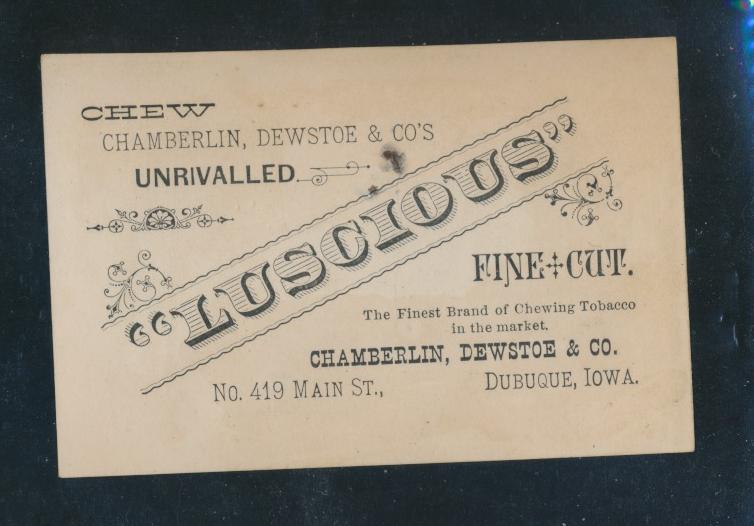 CHEW
CHAMBERLIN, DEWSTOE & CO'S
UNRIVALLED.
"LUSCIOUS"
FINE CUT.
The Finest Brand of Chewing Tobacco
in the market.
CHAMBERLIN, DEWSTOE & CO.
No. 419 MAIN ST., DUBUQUE, IOWA.